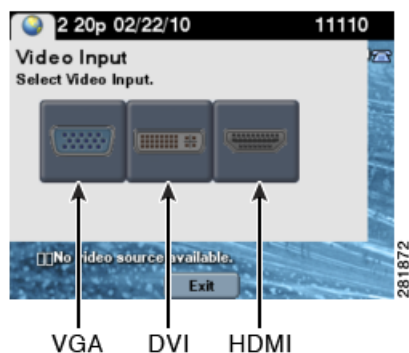 2 20p 02/22/10 11110
Video Input
Select Video Input.
No video source available.
Exit
VGA DVI HDMI
281872